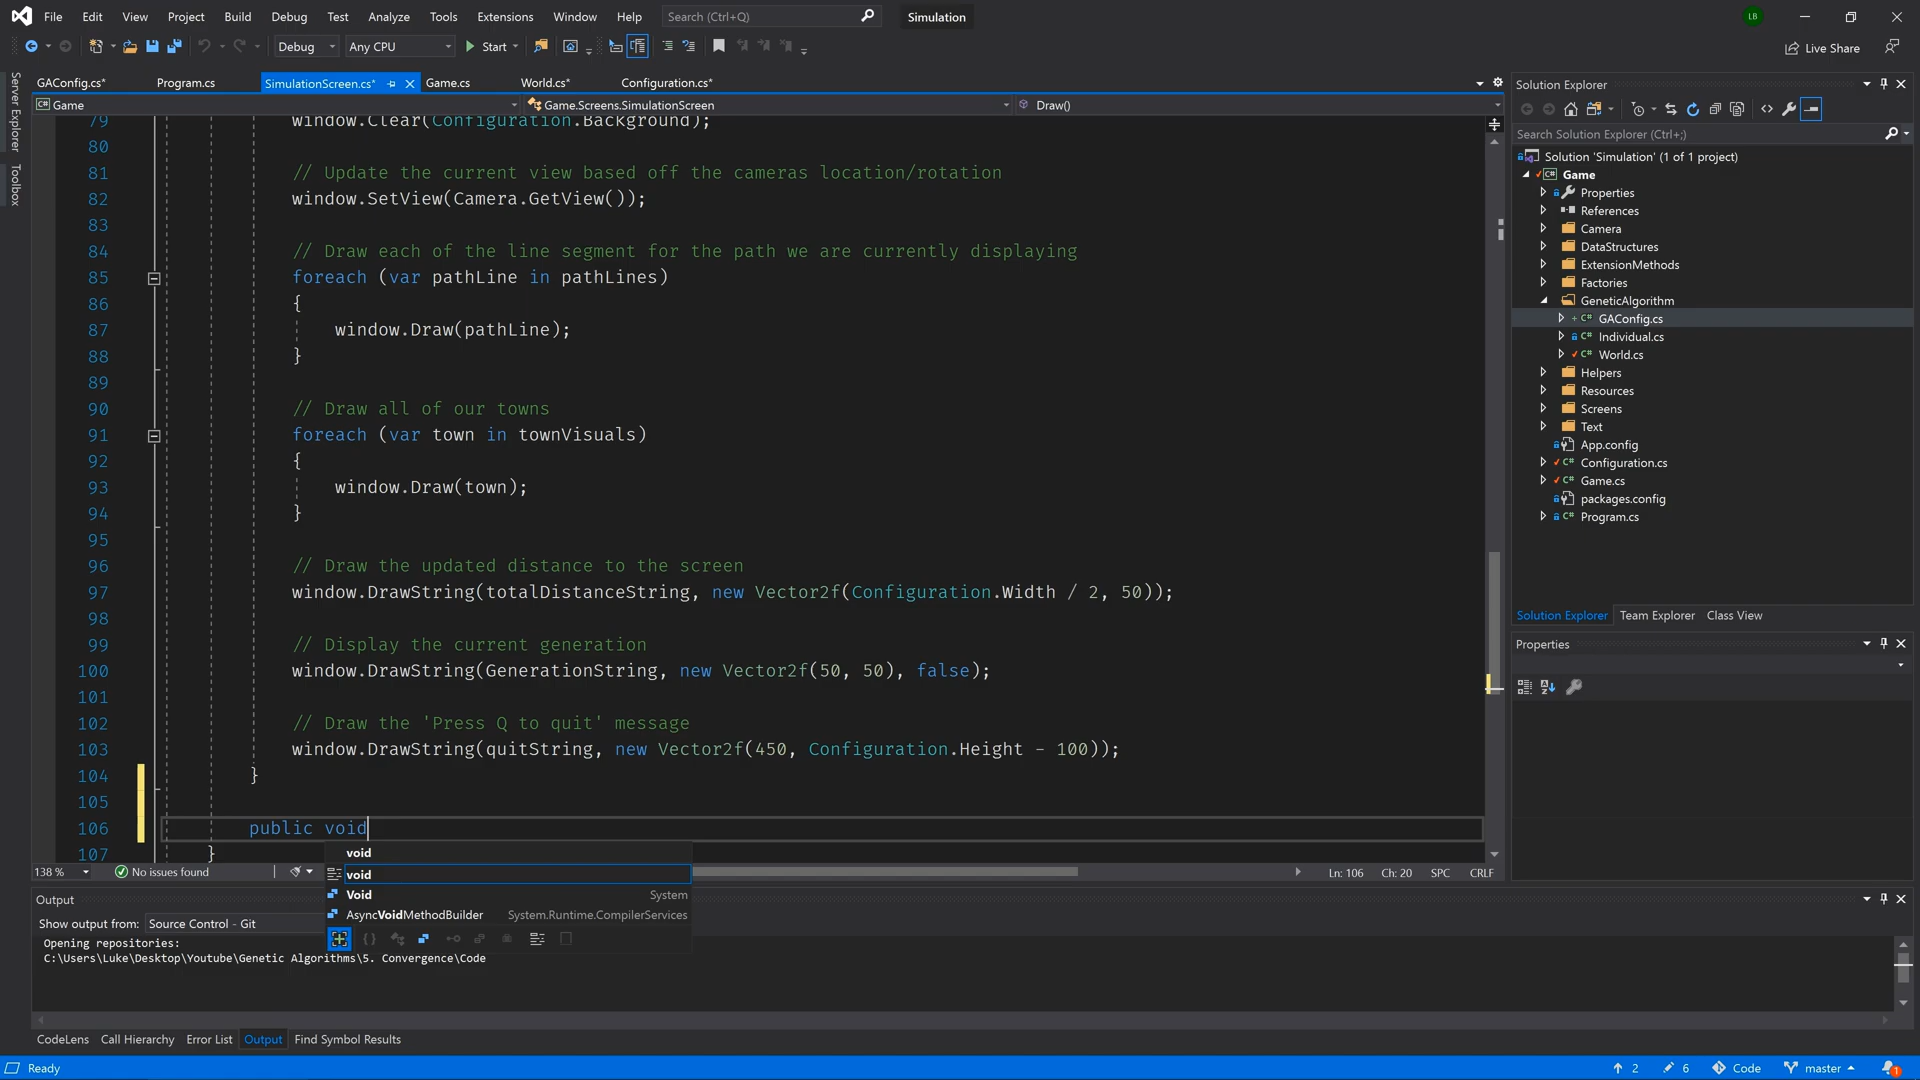 File Edit View Project Build Debug Test Analyze Tools Extensions Window Help Search (Ctrl+Q) Simulation LB
Debug Any CPU Start Live Share
GAConfig.cs* Program.cs SimulationScreen.cs* Game.cs World.cs* Configuration.cs*
Game Game.Screens.SimulationScreen Draw()
Server Explorer
Toolbox
79 window.Clear(Configuration.Background);
80
81 // Update the current view based off the cameras location/rotation
82 window.SetView(Camera.GetView());
83
84 // Draw each of the line segment for the path we are currently displaying
85 foreach (var pathLine in pathLines)
86 {
87 window.Draw(pathLine);
88 }
89
90 // Draw all of our towns
91 foreach (var town in townVisuals)
92 {
93 window.Draw(town);
94 }
95
96 // Draw the updated distance to the screen
97 window.DrawString(totalDistanceString, new Vector2f(Configuration.Width / 2, 50));
98
99 // Display the current generation
100 window.DrawString(GenerationString, new Vector2f(50, 50), false);
101
102 // Draw the 'Press Q to quit' message
103 window.DrawString(quitString, new Vector2f(450, Configuration.Height - 100));
104 }
105
106 public void
107 }
void
void
Void System
AsyncVoidMethodBuilder System.Runtime.CompilerServices
138 % No issues found Ln: 106 Ch: 20 SPC CRLF
Output
Show output from: Source Control - Git
Opening repositories:
C:\Users\Luke\Desktop\Youtube\Genetic Algorithms\5. Convergence\Code
CodeLens Call Hierarchy Error List Output Find Symbol Results
Ready 2 6 Code master 1
Solution Explorer
Search Solution Explorer (Ctrl+;)
Solution 'Simulation' (1 of 1 project)
C# Game
Properties
References
Camera
DataStructures
ExtensionMethods
Factories
GeneticAlgorithm
C# GAConfig.cs
C# Individual.cs
C# World.cs
Helpers
Resources
Screens
Text
App.config
C# Configuration.cs
C# Game.cs
packages.config
C# Program.cs
Solution Explorer Team Explorer Class View
Properties